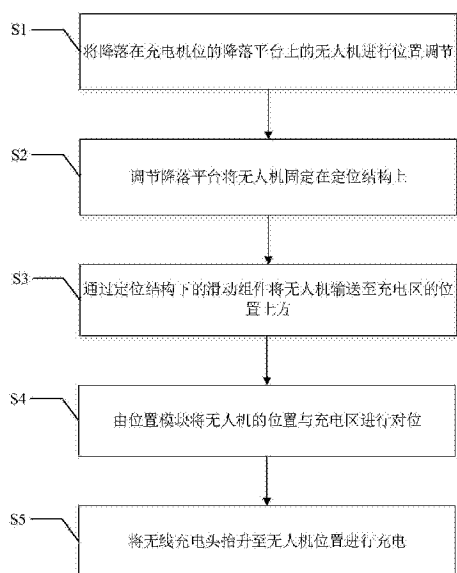 S1
将降落在充电机位的降落平台上的无人机进行位置调节
S2
调节降落平台将无人机固定在定位结构上
S3
通过定位结构下的滑动组件将无人机输送至充电区的位
置上方
S4
由位置模块将无人机的位置与充电区进行对位
S5
将无线充电头抬升至无人机位置进行充电